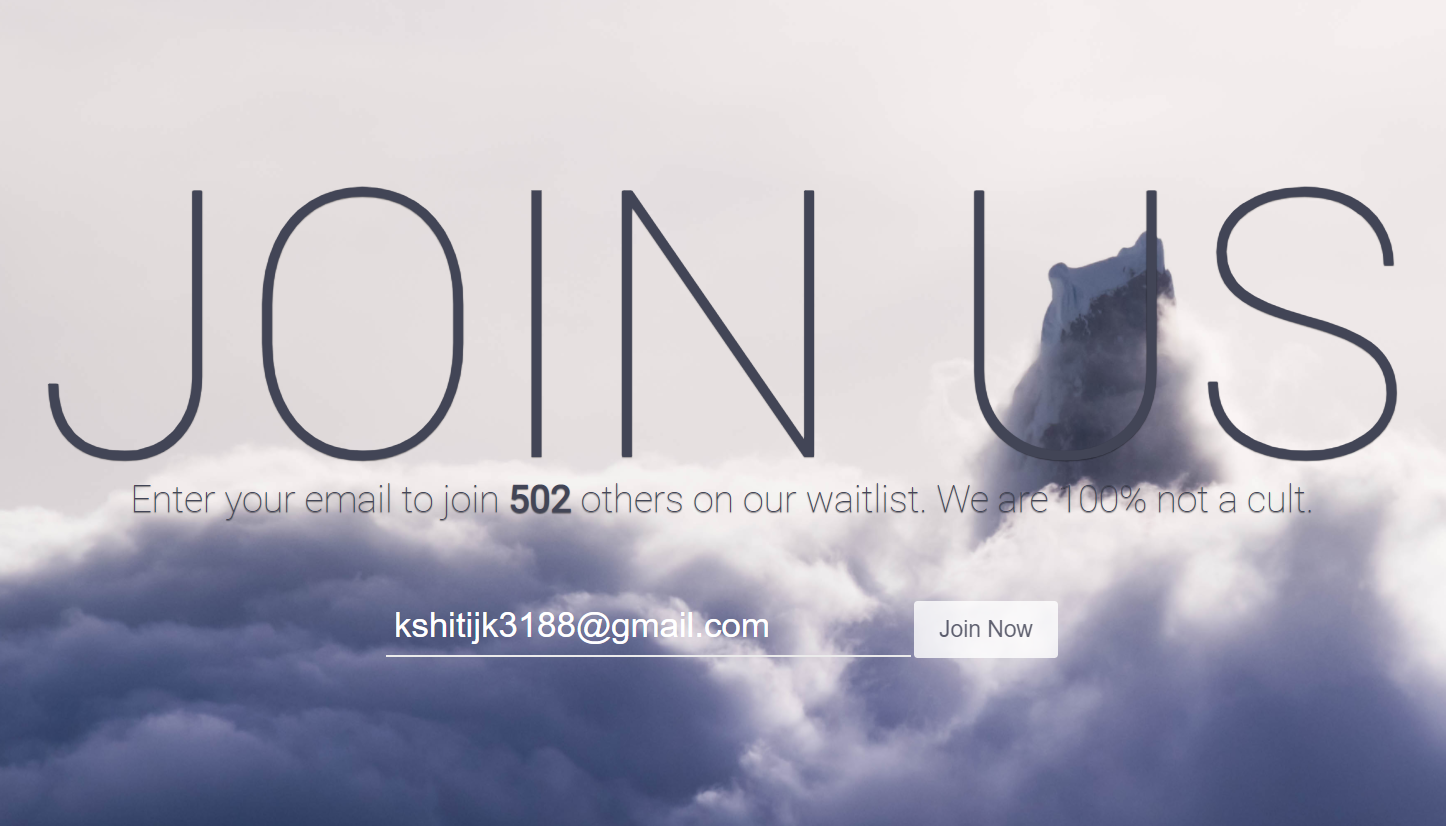 JOIN US
Enter your email to join 502 others on our waitlist. We are 100% not a cult.
kshitijk3188@gmail.com
Join Now